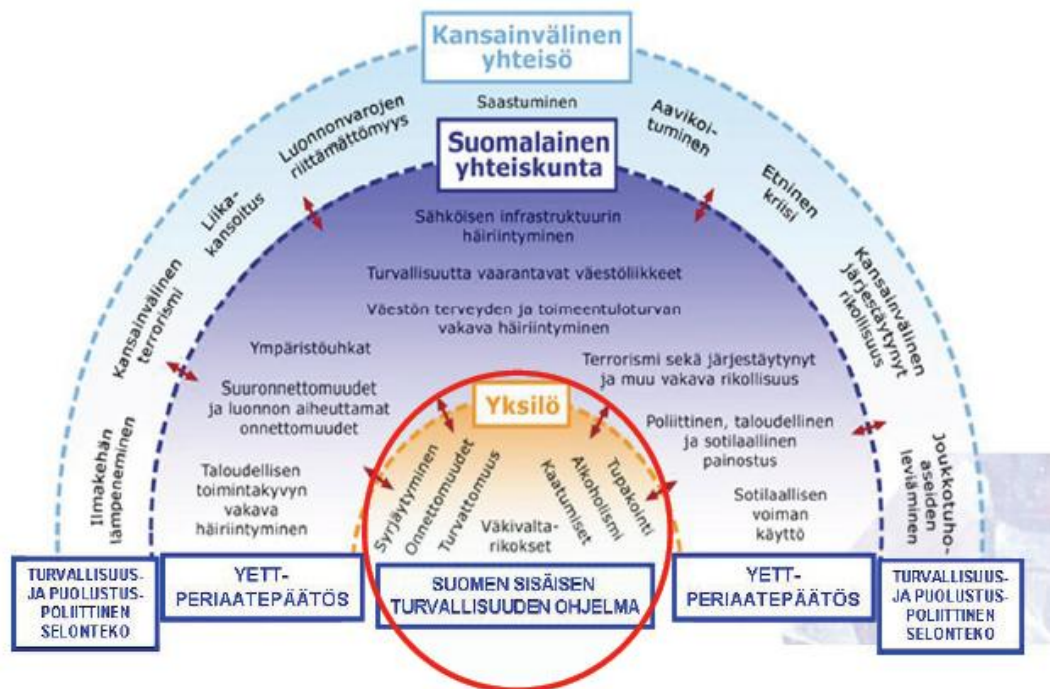 Kansainvälinen
yhteisö
Saastuminen
Luonnonvarojen
riittämättömyys
Aavikoi-
tuminen
Liika-
kansoitus
Etninen
kriisi
Kansainvälinen
terrorismi
Kansainvälinen
järjestäytynyt
rikollisuus
Ilmakehän
lämpeneminen
Joukkotuho-
aseiden
leviäminen
Suomalainen
yhteiskunta
Sähköisen infrastruktuurin
häiriintyminen
Turvallisuutta vaarantavat väestöliikkeet
Väestön terveyden ja toimeentuloturvan
vakava häiriintyminen
Ympäristöuhkat
Terrorismi sekä järjestäytynyt
ja muu vakava rikollisuus
Suuronnettomuudet
ja luonnon aiheuttamat
onnettomuudet
Poliittinen, taloudellinen
ja sotilaallinen
painostus
Taloudellisen
toimintakyvyn
vakava
häiriintyminen
Sotilaallisen
voiman
käyttö
Yksilö
Syrjäytyminen
Onnettomuudet
Turvattomuus
Väkivalta-
rikokset
Kaatumiset
Alkoholismi
Tupakointi
TURVALLISUUS-
JA PUOLUSTUS-
POLIITTINEN
SELONTEKO
YETT-
PERIAATEPÄÄTÖS
SUOMEN SISÄISEN
TURVALLISUUDEN OHJELMA
YETT-
PERIAATEPÄÄTÖS
TURVALLISUUS-
JA PUOLUSTUS-
POLIITTINEN
SELONTEKO